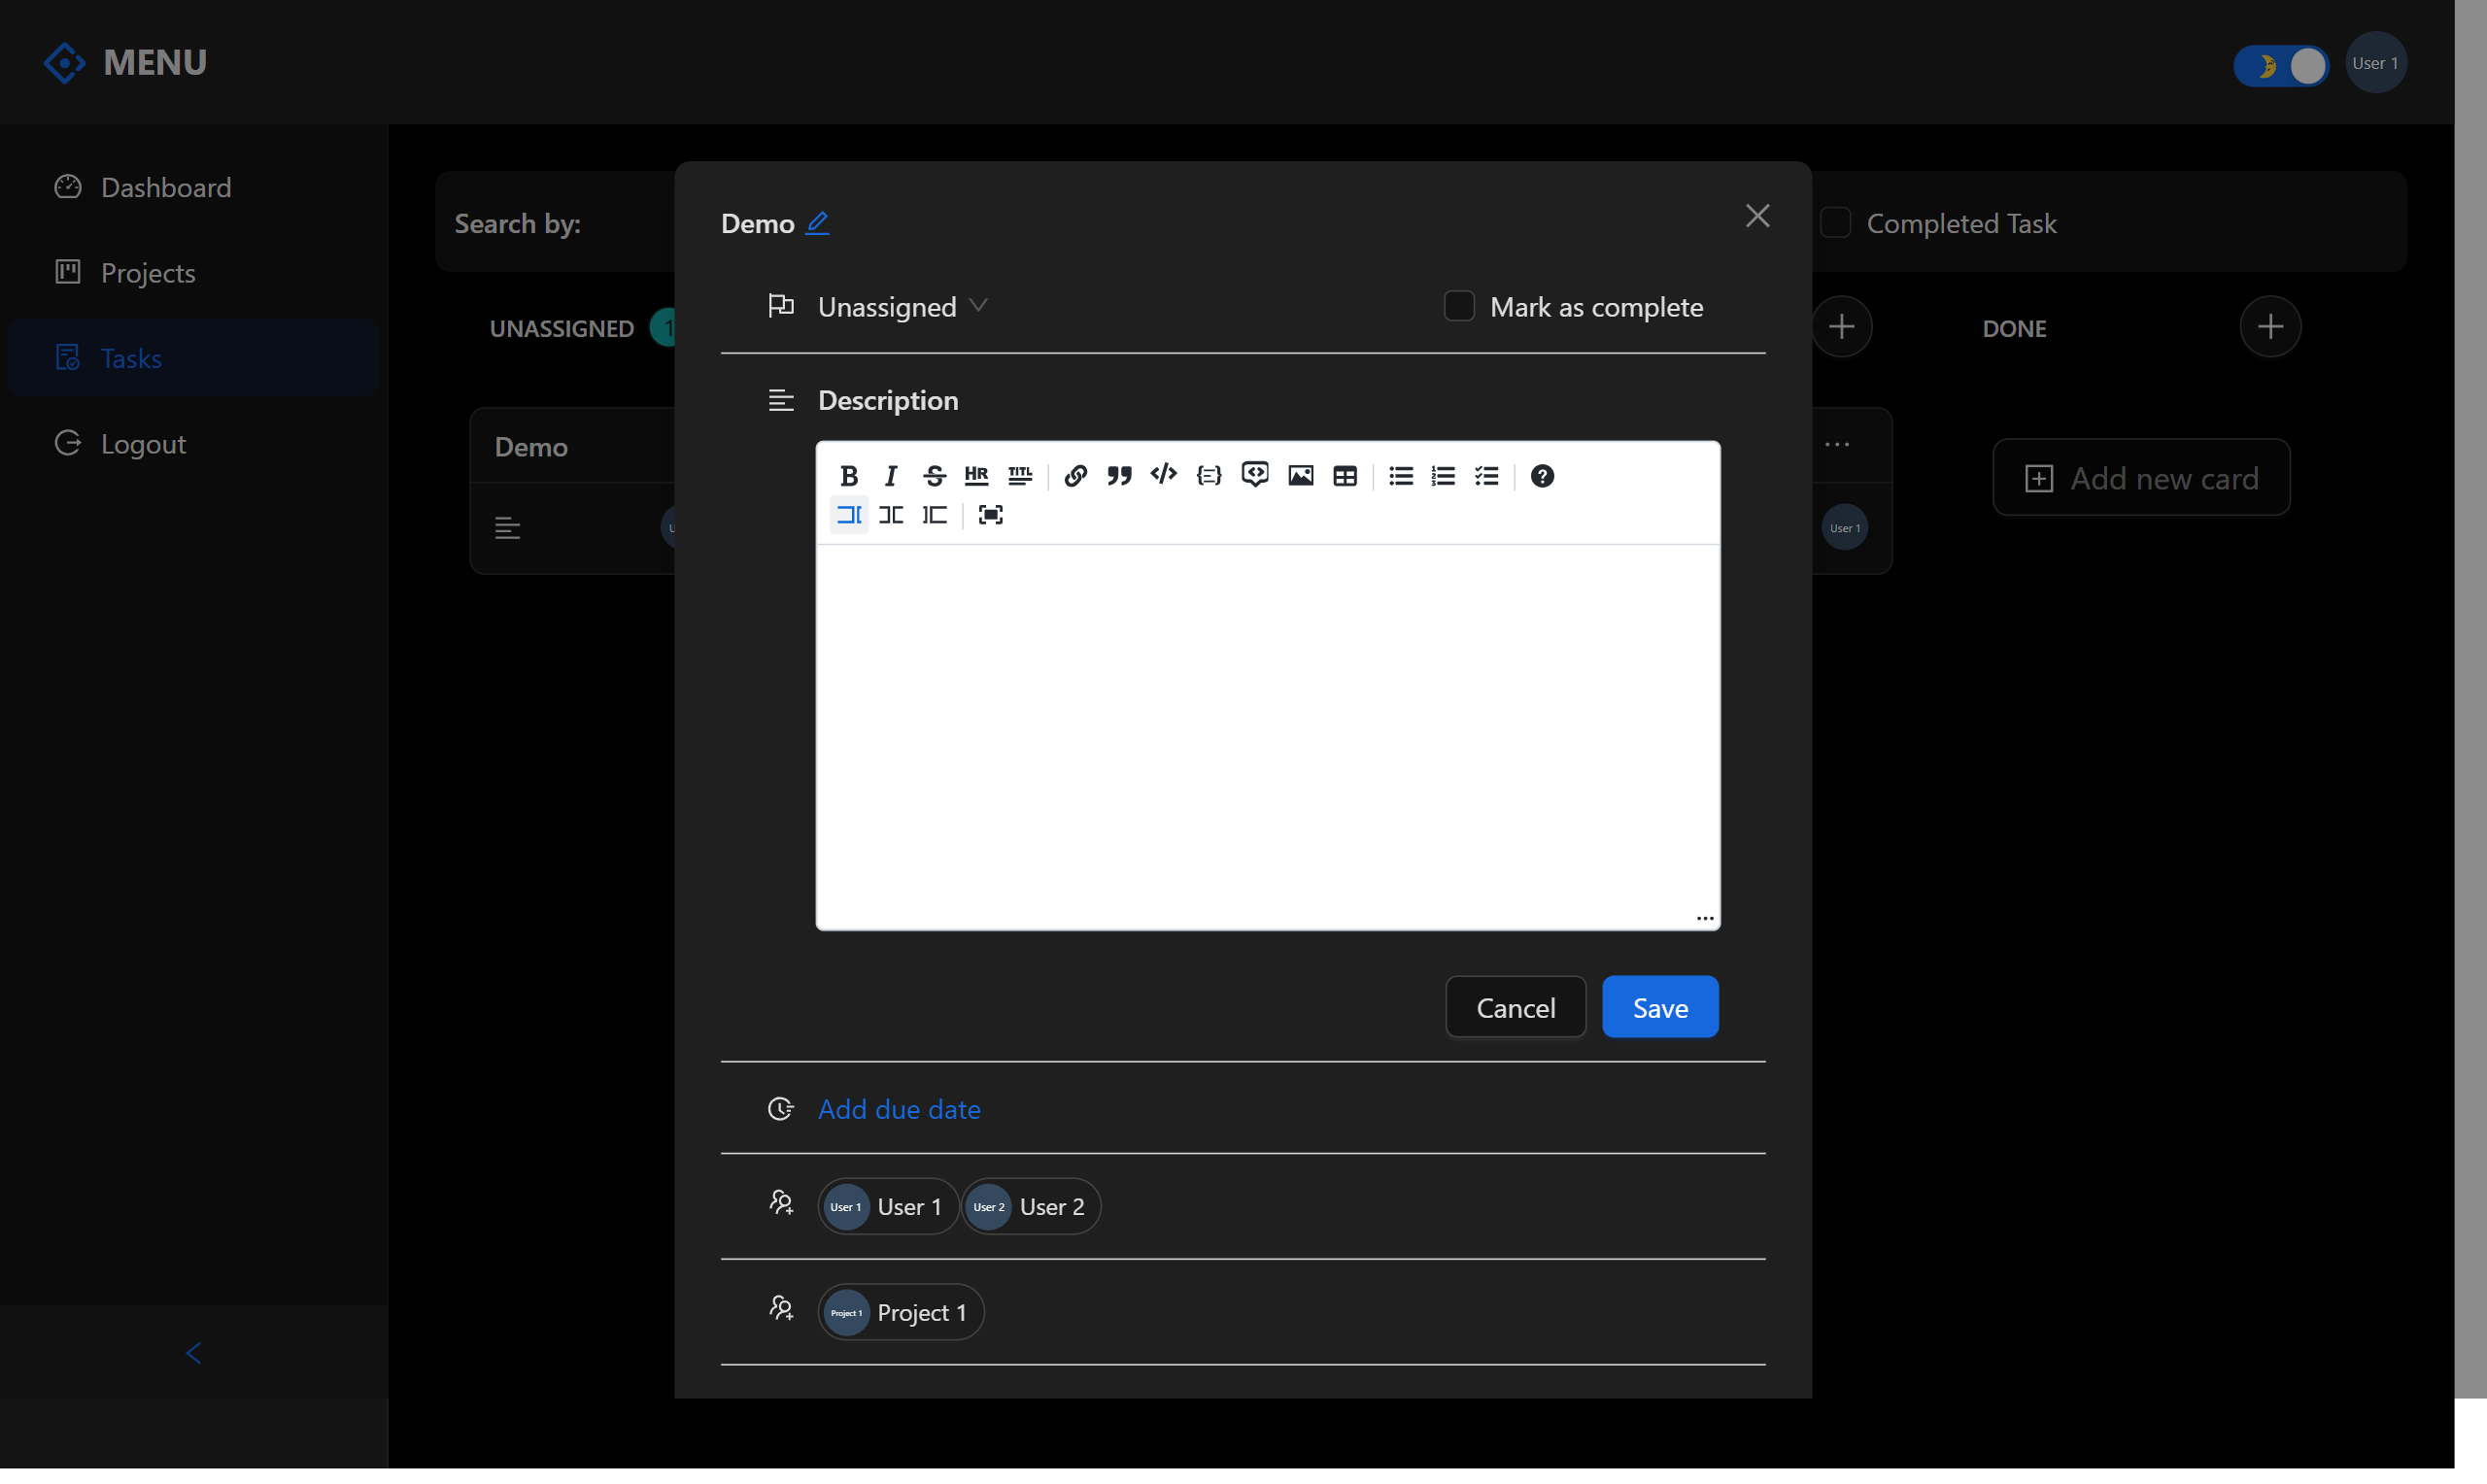 MENU
User 1
Dashboard
Projects
Tasks
Logout
Search by:
Completed Task
UNASSIGNED 1
DONE
Demo
User 1
Add new card
Demo
Unassigned
Mark as complete
Description
B I S HR TITL
Cancel
Save
Add due date
User 1 User 1 User 2 User 2
Project 1 Project 1